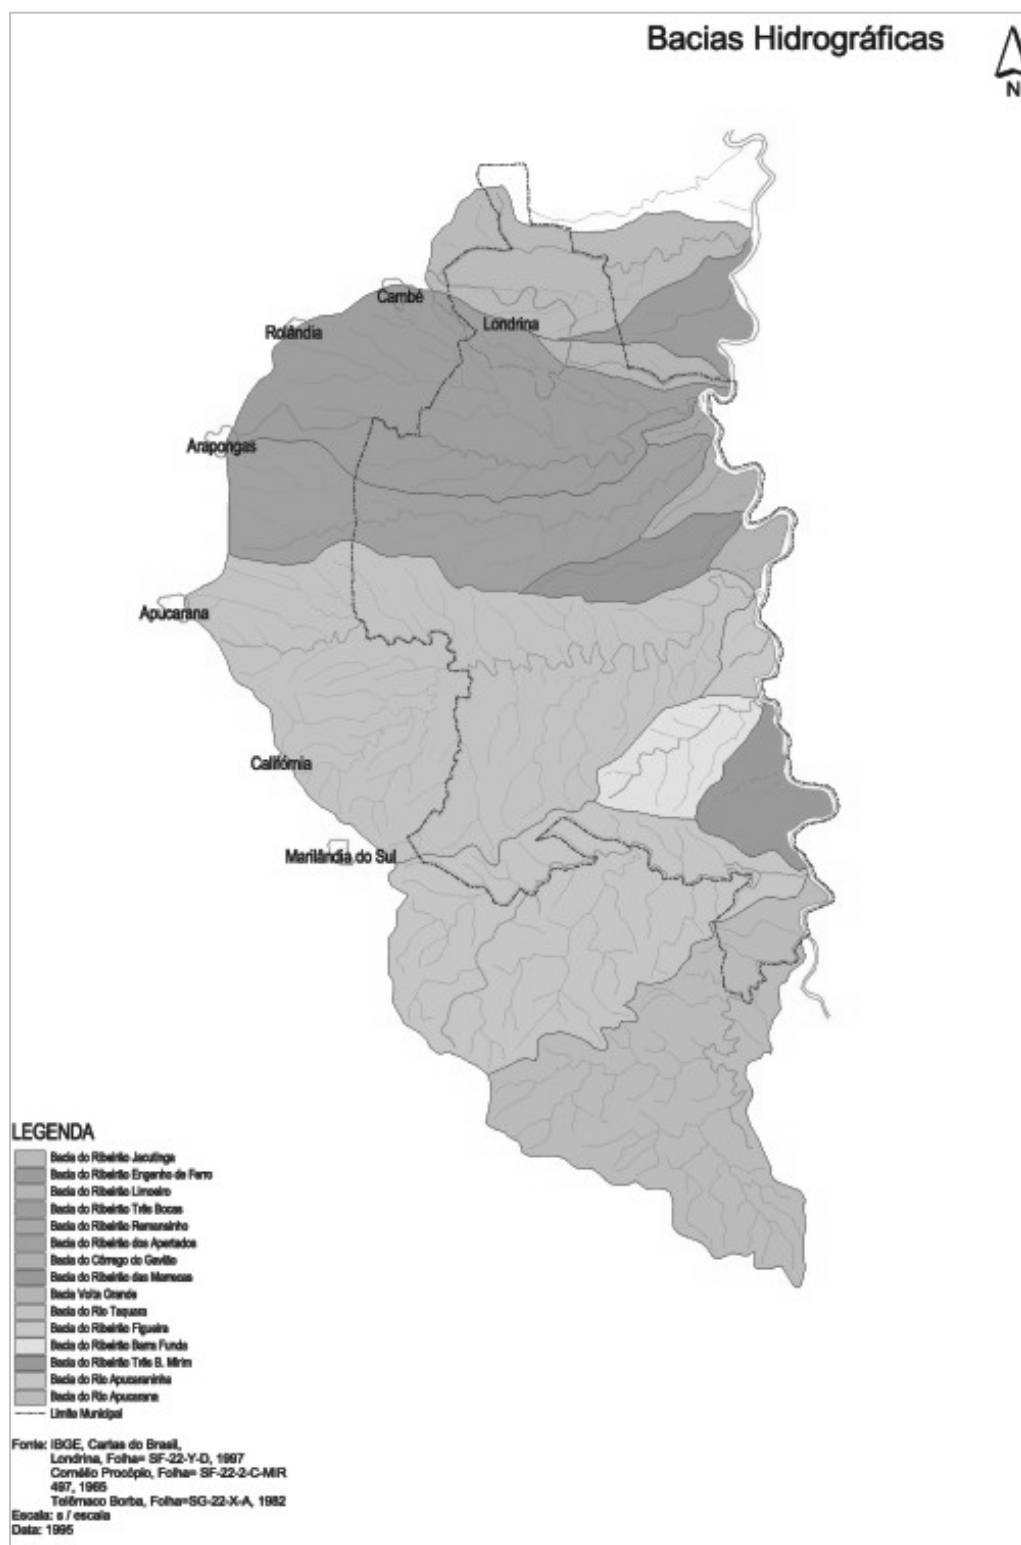 Bacias Hidrográficas
N
Cambé
Rolândia
Londrina
Arapongas
Apucarana
Califórnia
Marilândia do Sul
LEGENDA
Bacia do Ribeirão Jacutinga
Bacia do Ribeirão Engenho de Ferro
Bacia do Ribeirão Limoeiro
Bacia do Ribeirão Três Bocas
Bacia do Ribeirão Remansinho
Bacia do Ribeirão dos Apertados
Bacia do Córrego do Gavião
Bacia do Ribeirão das Marrecas
Bacia Volta Grande
Bacia do Rio Taquara
Bacia do Ribeirão Figueira
Bacia do Ribeirão Barra Funda
Bacia do Ribeirão Três B. Mirim
Bacia do Rio Apucaraninha
Bacia do Rio Apucarana
Limite Municipal
Fonte: IBGE, Cartas do Brasil,
Londrina, Folha= SF-22-Y-D, 1997
Cornélio Procópio, Folha= SF-22-2-C-MIR
497, 1965
Telêmaco Borba, Folha=SG-22-X-A, 1982
Escala: s / escala
Data: 1995